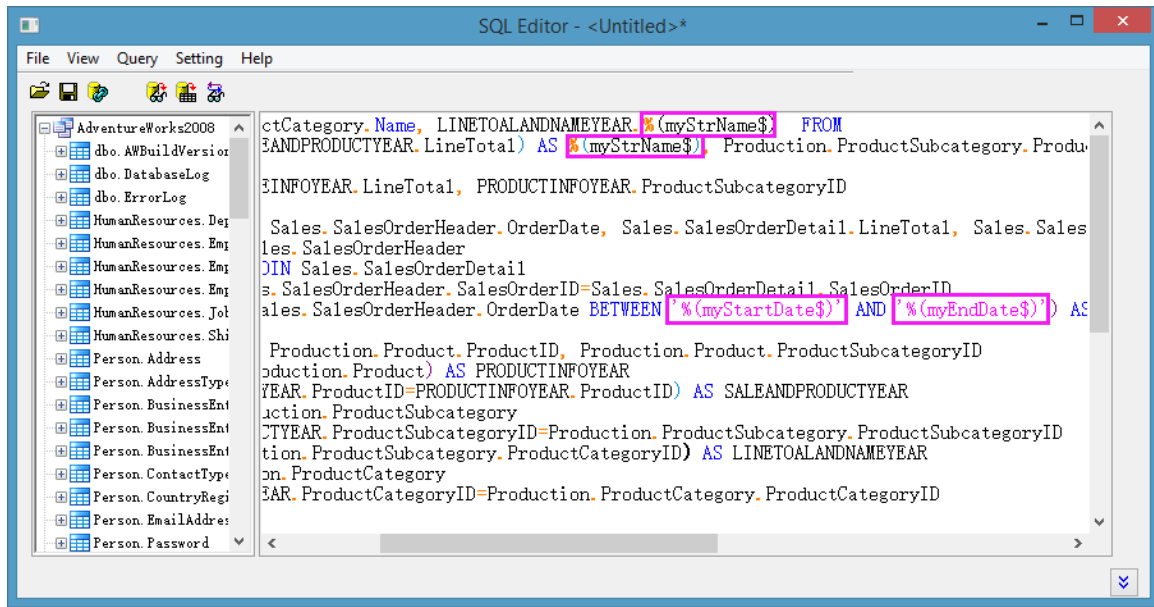 SQL Editor - <Untitled>*
File View Query Setting Help
AdventureWorks2008
dbo.AWBuildVersion
dbo.DatabaseLog
dbo.ErrorLog
HumanResources.Dep
HumanResources.Emp
HumanResources.Emp
HumanResources.Emp
HumanResources.Job
HumanResources.Shi
Person.Address
Person.AddressType
Person.BusinessEnt
Person.BusinessEnt
Person.BusinessEnt
Person.ContactType
Person.CountryRegi
Person.EmailAddres
Person.Password
ctCategory.Name, LINETOALANDNAMEYEAR.%(myStrName$) FROM
EANDPRODUCTYEAR.LineTotal) AS %(myStrName$), Production.ProductSubcategory.Produ
EINFOYEAR.LineTotal, PRODUCTINFOYEAR.ProductSubcategoryID
Sales.SalesOrderHeader.OrderDate, Sales.SalesOrderDetail.LineTotal, Sales.Sales
les.SalesOrderHeader
OIN Sales.SalesOrderDetail
s.SalesOrderHeader.SalesOrderID=Sales.SalesOrderDetail.SalesOrderID
ales.SalesOrderHeader.OrderDate BETWEEN '%(myStartDate$)' AND '%(myEndDate$)') AS
Production.Product.ProductID, Production.Product.ProductSubcategoryID
oduction.Product) AS PRODUCTINFOYEAR
YEAR.ProductID=PRODUCTINFOYEAR.ProductID) AS SALEANDPRODUCTYEAR
uction.ProductSubcategory
CTYEAR.ProductSubcategoryID=Production.ProductSubcategory.ProductSubcategoryID
tion.ProductSubcategory.ProductCategoryID) AS LINETOALANDNAMEYEAR
on.ProductCategory
EAR.ProductCategoryID=Production.ProductCategory.ProductCategoryID